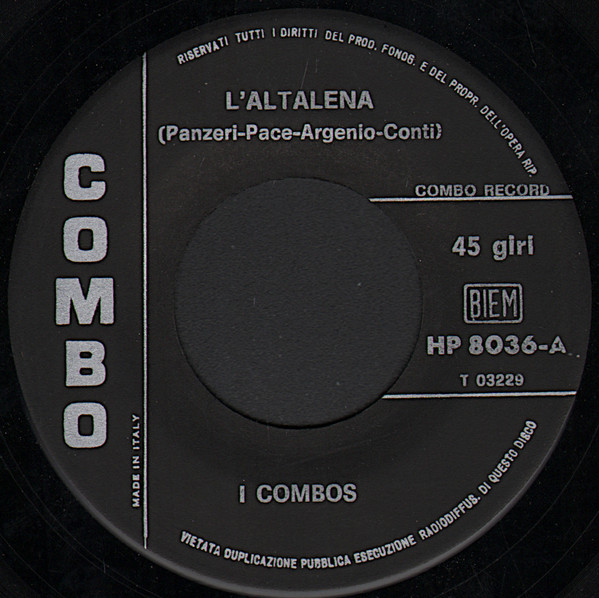 RISERVATI TUTTI I DIRITTI DEL PROD. FONOG. E DEL PROPR. DELL'OPERA RIP.
L'ALTALENA
(Panzeri-Pace-Argenio-Conti)
COMBO
COMBO RECORD
45 giri
BIEM
HP 8036-A
T 03229
MADE IN ITALY
I COMBOS
VIETATA DUPLICAZIONE PUBBLICA ESECUZIONE RADIODIFFUS. DI QUESTO DISCO